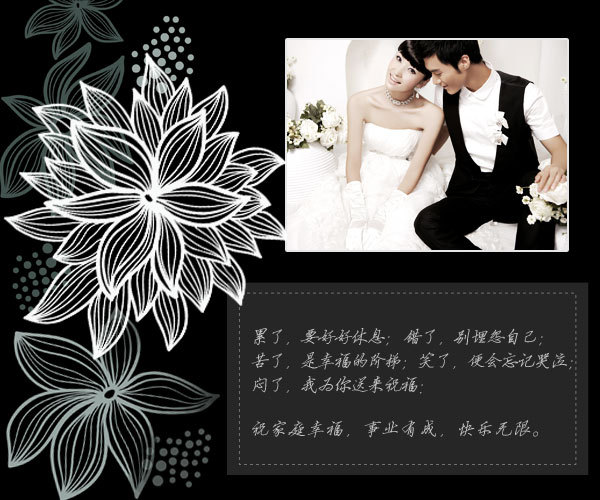 累了，要好好休息；错了，别埋怨自己；
苦了，是幸福的阶梯；笑了，便会忘记哭泣；
闷了，我为你送来祝福；
祝家庭幸福，事业有成，快乐无限。